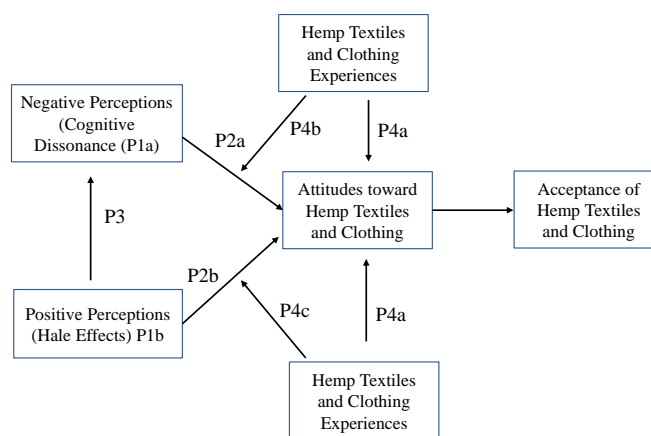 Hemp Textiles
and Clothing
Experiences
Negative Perceptions
(Cognitive
Dissonance (P1a)
P2a
P4b
P4a
P3
Attitudes toward
Hemp Textiles
and Clothing
Acceptance of
Hemp Textiles
and Clothing
P2b
Positive Perceptions
(Hale Effects) P1b
P4c
P4a
Hemp Textiles
and Clothing
Experiences